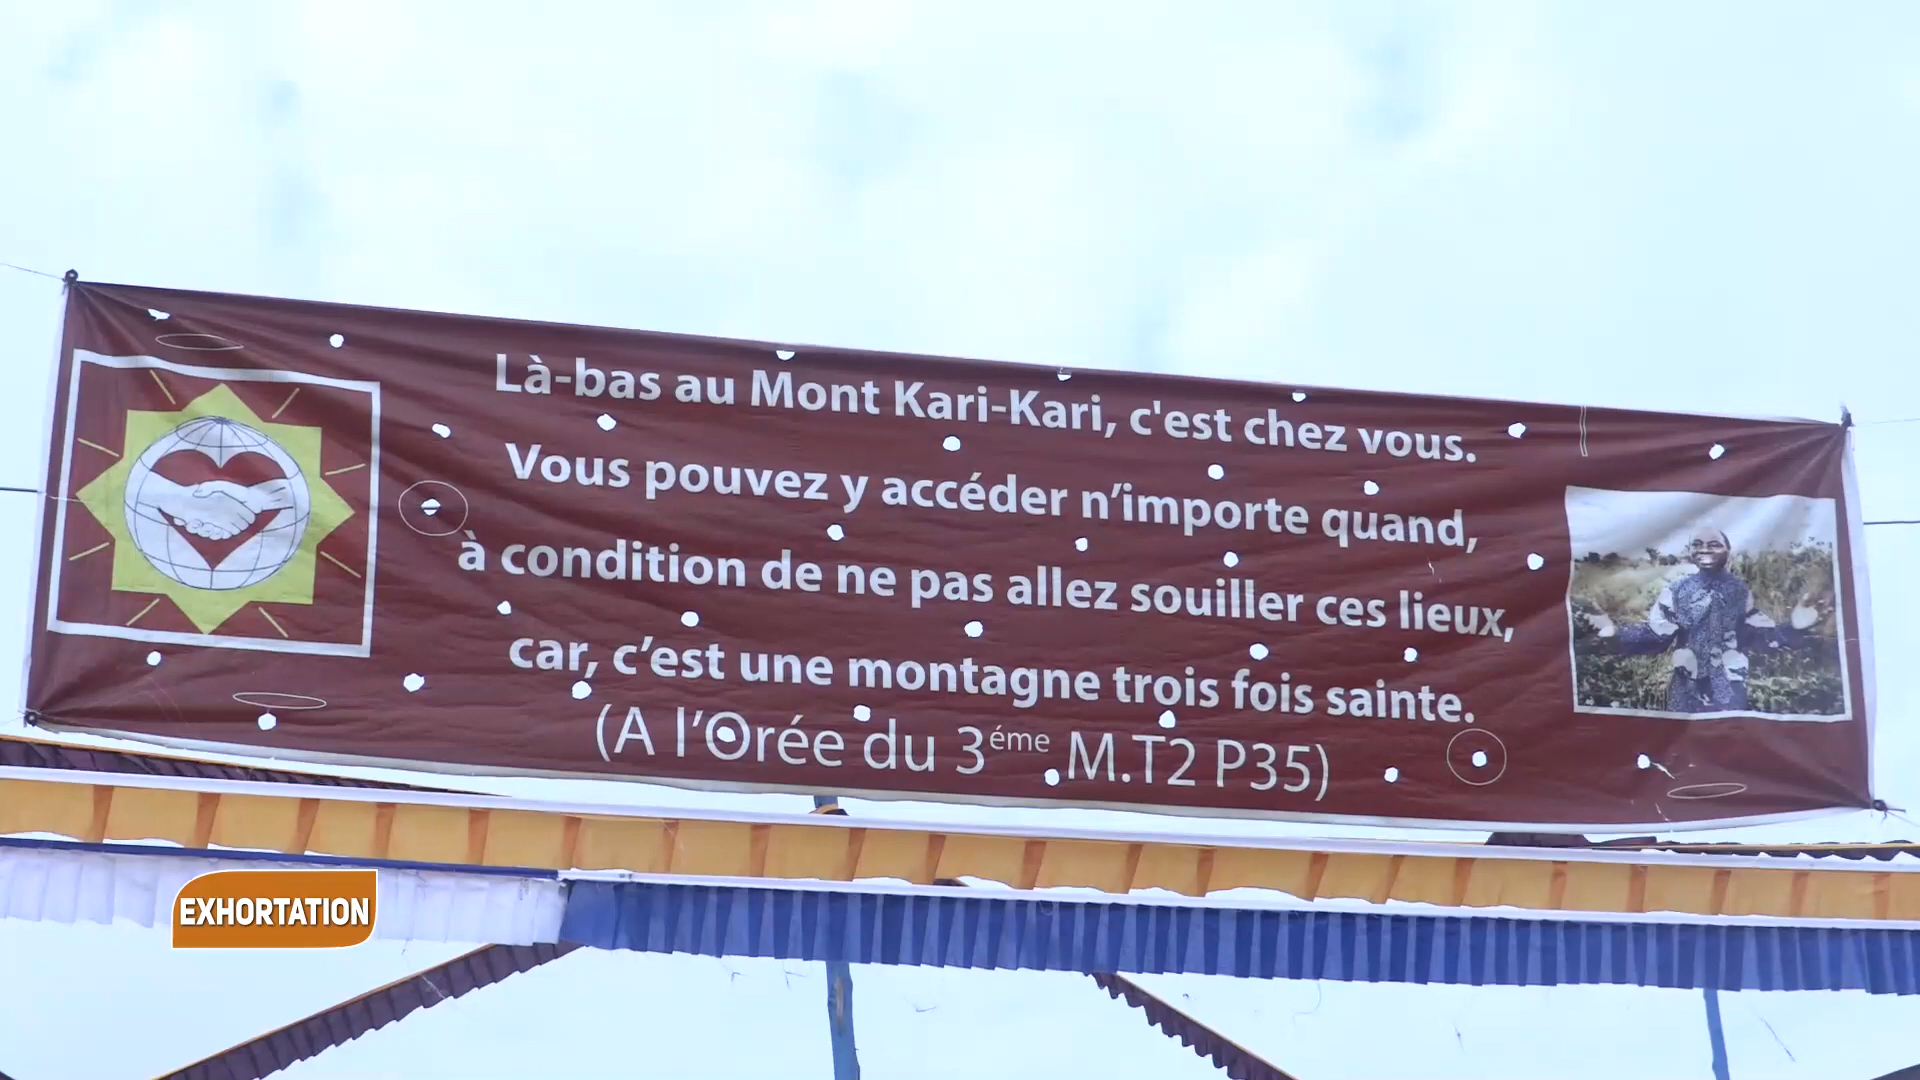 Là-bas au Mont Kari-Kari, c'est chez vous.
Vous pouvez y accéder n’importe quand,
à condition de ne pas allez souiller ces lieux,
car, c’est une montagne trois fois sainte.
(A l’Orée du 3éme M.T2 P35)
EXHORTATION